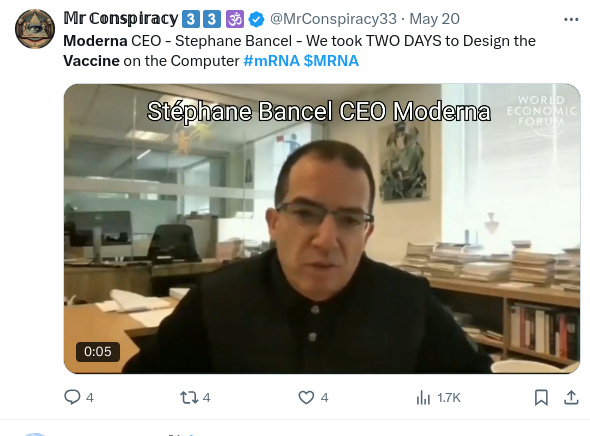 Mr Conspiracy 3 3 🕉 @MrConspiracy33 · May 20
Moderna CEO - Stephane Bancel - We took TWO DAYS to Design the
Vaccine on the Computer #mRNA $MRNA
Stéphane Bancel CEO Moderna
WORLD
ECONOMIC
FORUM
0:05
4 4 4 1.7K